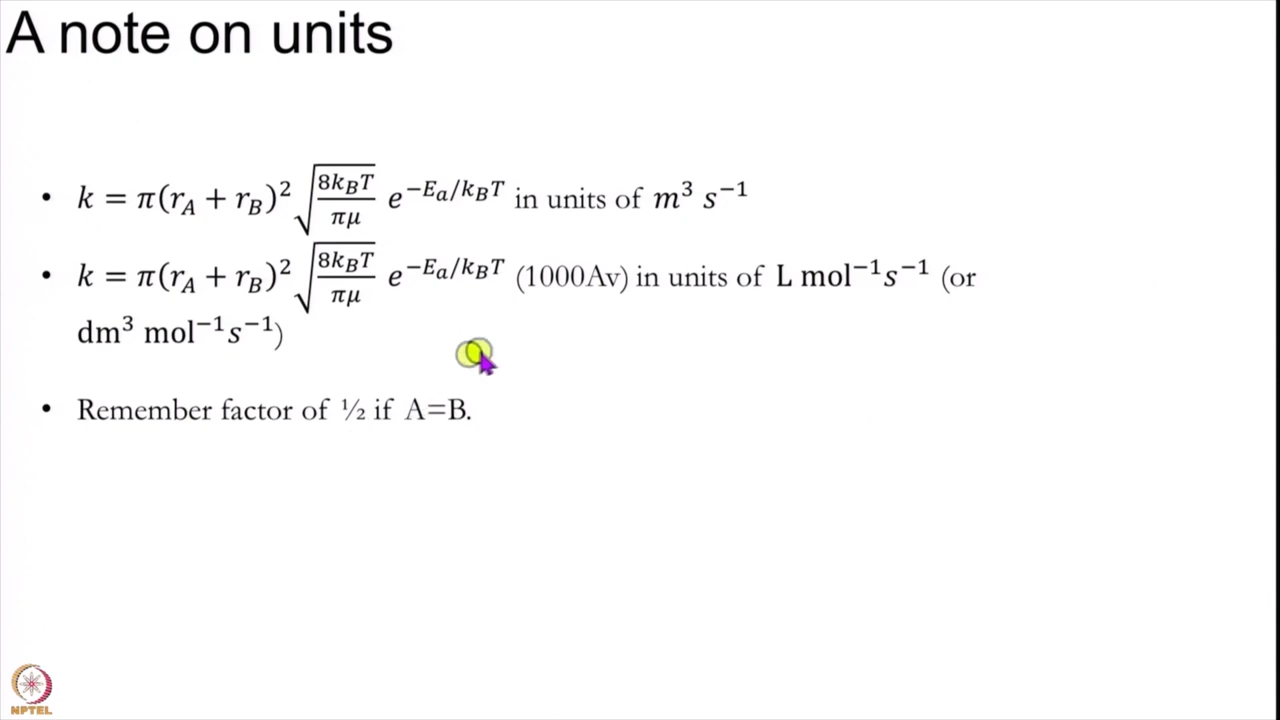 A note on units
• k = π(r_A + r_B)² √(8k_BT/πμ) e^(−E_a/k_BT) in units of m³ s⁻¹
• k = π(r_A + r_B)² √(8k_BT/πμ) e^(−E_a/k_BT) (1000Av) in units of L mol⁻¹s⁻¹ (or
dm³ mol⁻¹s⁻¹)
• Remember factor of ½ if A=B.
NPTEL